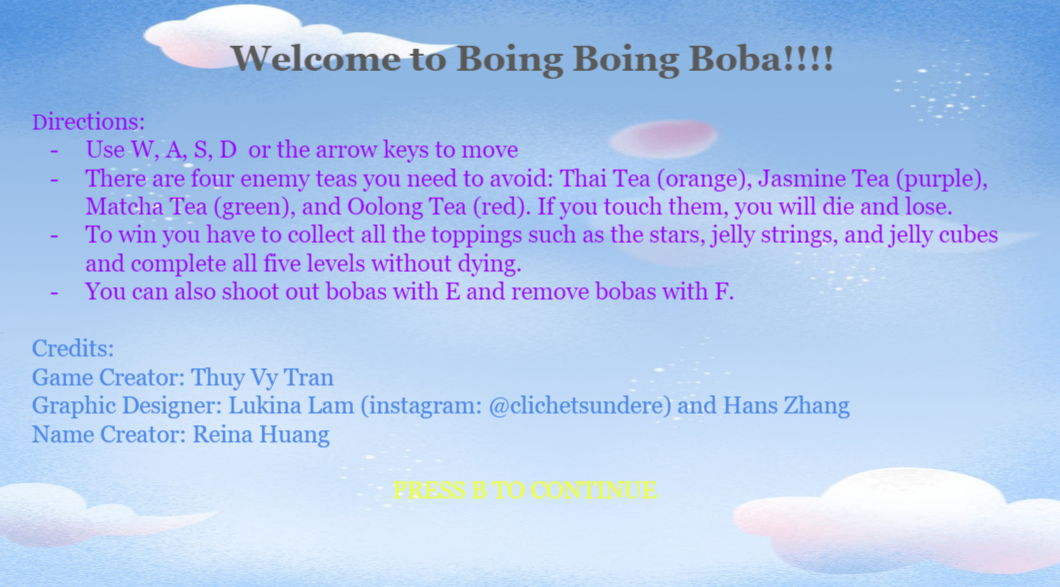 Welcome to Boing Boing Boba!!!!
Directions:
- Use W, A, S, D  or the arrow keys to move
- There are four enemy teas you need to avoid: Thai Tea (orange), Jasmine Tea (purple),
Matcha Tea (green), and Oolong Tea (red). If you touch them, you will die and lose.
- To win you have to collect all the toppings such as the stars, jelly strings, and jelly cubes
and complete all five levels without dying.
- You can also shoot out bobas with E and remove bobas with F.
Credits:
Game Creator: Thuy Vy Tran
Graphic Designer: Lukina Lam (instagram: @clichetsundere) and Hans Zhang
Name Creator: Reina Huang
PRESS B TO CONTINUE